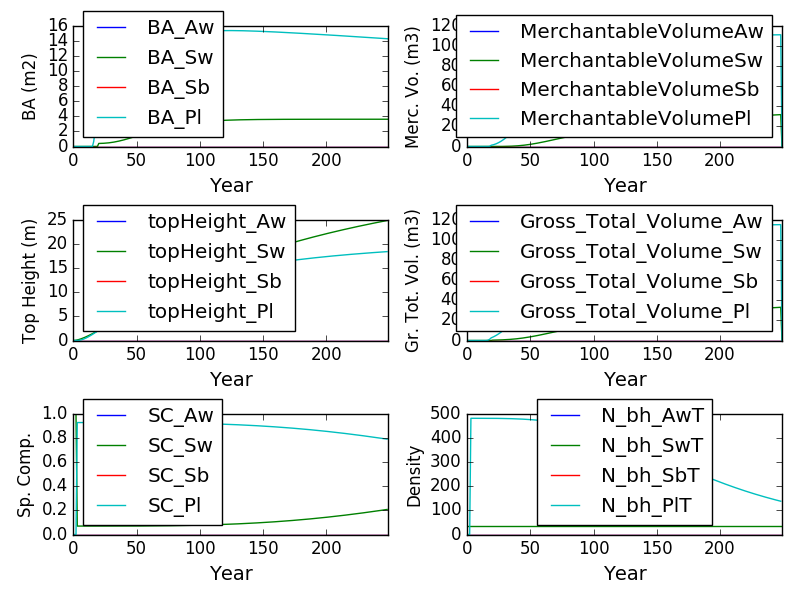 BA (m2)
16
14
12
10
8
6
4
2
0
BA_Aw
BA_Sw
BA_Sb
BA_Pl
0 50 100 150 200
Year
Merc. Vo. (m3)
120
100
80
60
40
20
0
MerchantableVolumeAw
MerchantableVolumeSw
MerchantableVolumeSb
MerchantableVolumePl
0 50 100 150 200
Year
Top Height (m)
25
20
15
10
5
0
topHeight_Aw
topHeight_Sw
topHeight_Sb
topHeight_Pl
0 50 100 150 200
Year
Gr. Tot. Vol. (m3)
120
100
80
60
40
20
0
Gross_Total_Volume_Aw
Gross_Total_Volume_Sw
Gross_Total_Volume_Sb
Gross_Total_Volume_Pl
0 50 100 150 200
Year
Sp. Comp.
1.0
0.8
0.6
0.4
0.2
0.0
SC_Aw
SC_Sw
SC_Sb
SC_Pl
0 50 100 150 200
Year
Density
500
400
300
200
100
0
N_bh_AwT
N_bh_SwT
N_bh_SbT
N_bh_PlT
0 50 100 150 200
Year